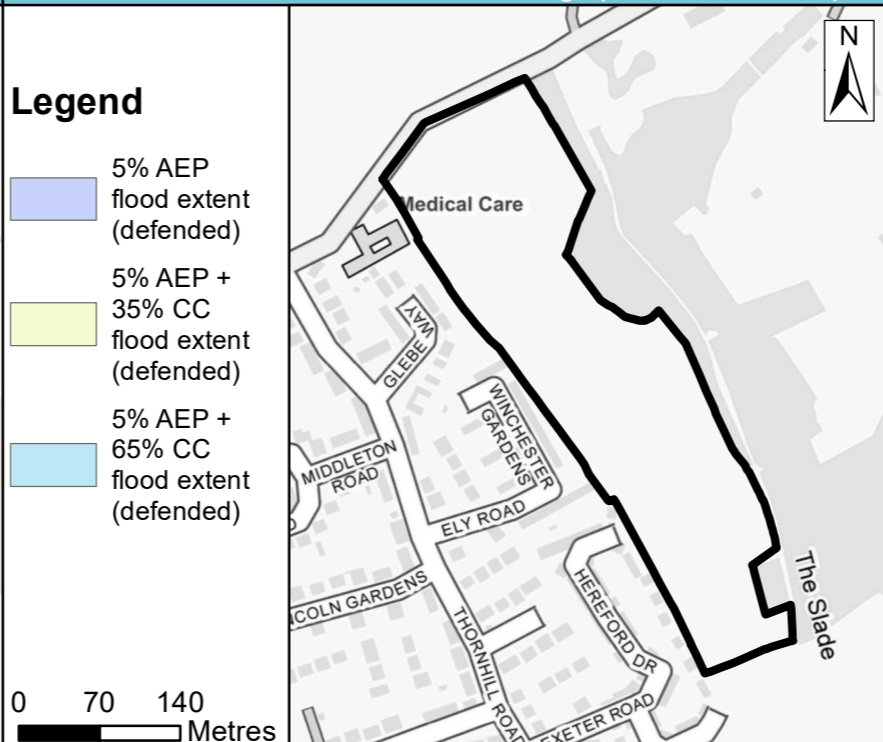 Legend
5% AEP
flood extent
(defended)
5% AEP +
35% CC
flood extent
(defended)
5% AEP +
65% CC
flood extent
(defended)
0 70 140
Metres
N
Medical Care
GLEBE WAY
WINCHESTER
GARDENS
MIDDLETON
ROAD
ELY ROAD
HEREFORD DR
NCOLN GARDENS
THORNHILL ROAD
EXETER ROAD
The Slade